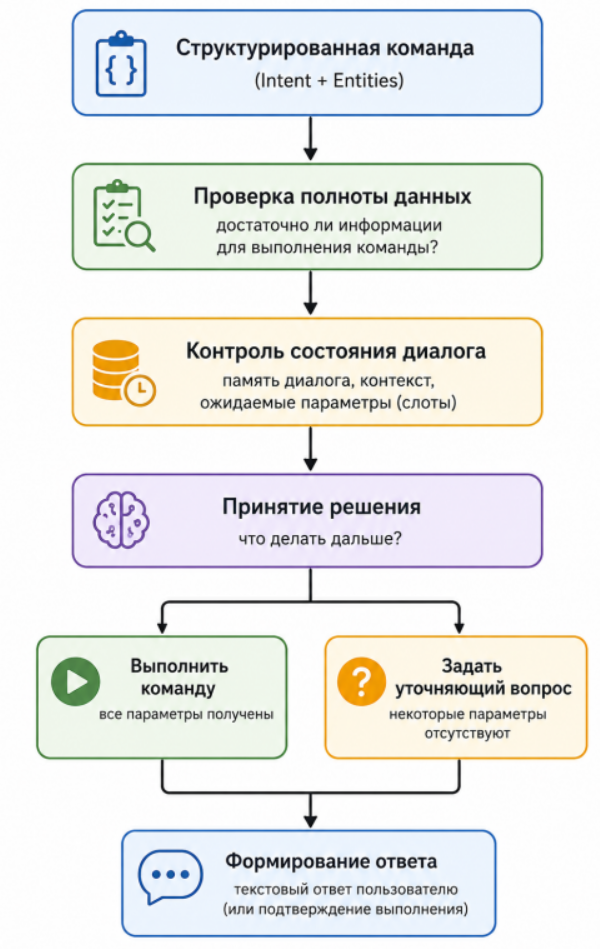 Структурированная команда
(Intent + Entities)
Проверка полноты данных
достаточно ли информации
для выполнения команды?
Контроль состояния диалога
память диалога, контекст,
ожидаемые параметры (слоты)
Принятие решения
что делать дальше?
Выполнить
команду
все параметры получены
Задать
уточняющий вопрос
некоторые параметры
отсутствуют
Формирование ответа
текстовый ответ пользователю
(или подтверждение выполнения)